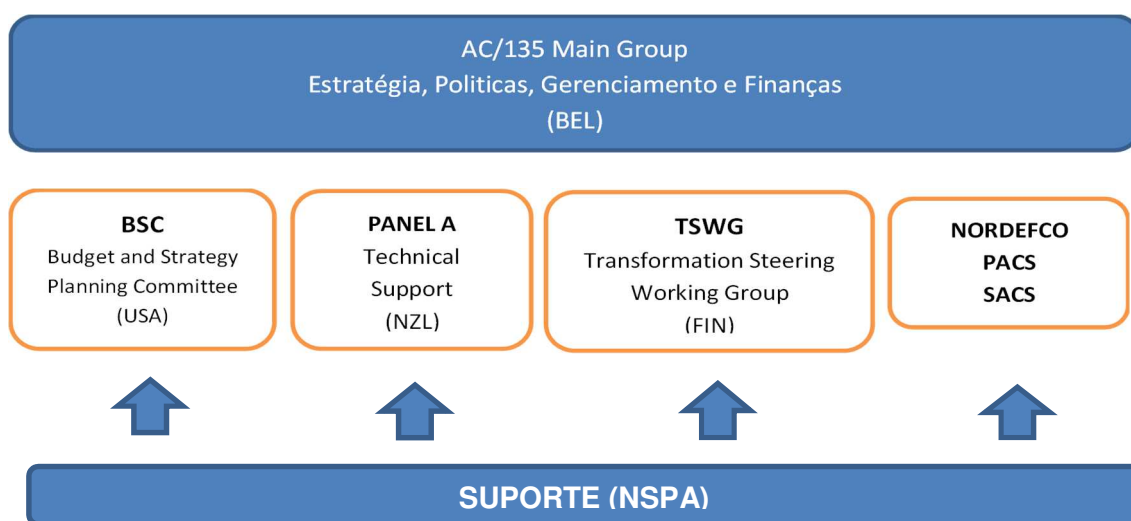 AC/135 Main Group
Estratégia, Politicas, Gerenciamento e Finanças
(BEL)
BSC
Budget and Strategy
Planning Committee
(USA)
PANEL A
Technical
Support
(NZL)
TSWG
Transformation Steering
Working Group
(FIN)
NORDEFCO
PACS
SACS
SUPORTE (NSPA)